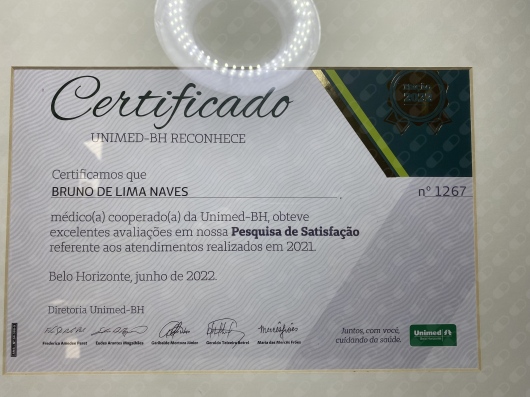 Certificado
UNIMED-BH RECONHECE
Certificamos que
BRUNO DE LIMA NAVES
nº 1267
médico(a) cooperado(a) da Unimed-BH, obteve
excelentes avaliações em nossa Pesquisa de Satisfação
referente aos atendimentos realizados em 2021.
Belo Horizonte, junho de 2022.
Diretoria Unimed-BH
Juntos, com você,
cuidando da saúde.
Unimed